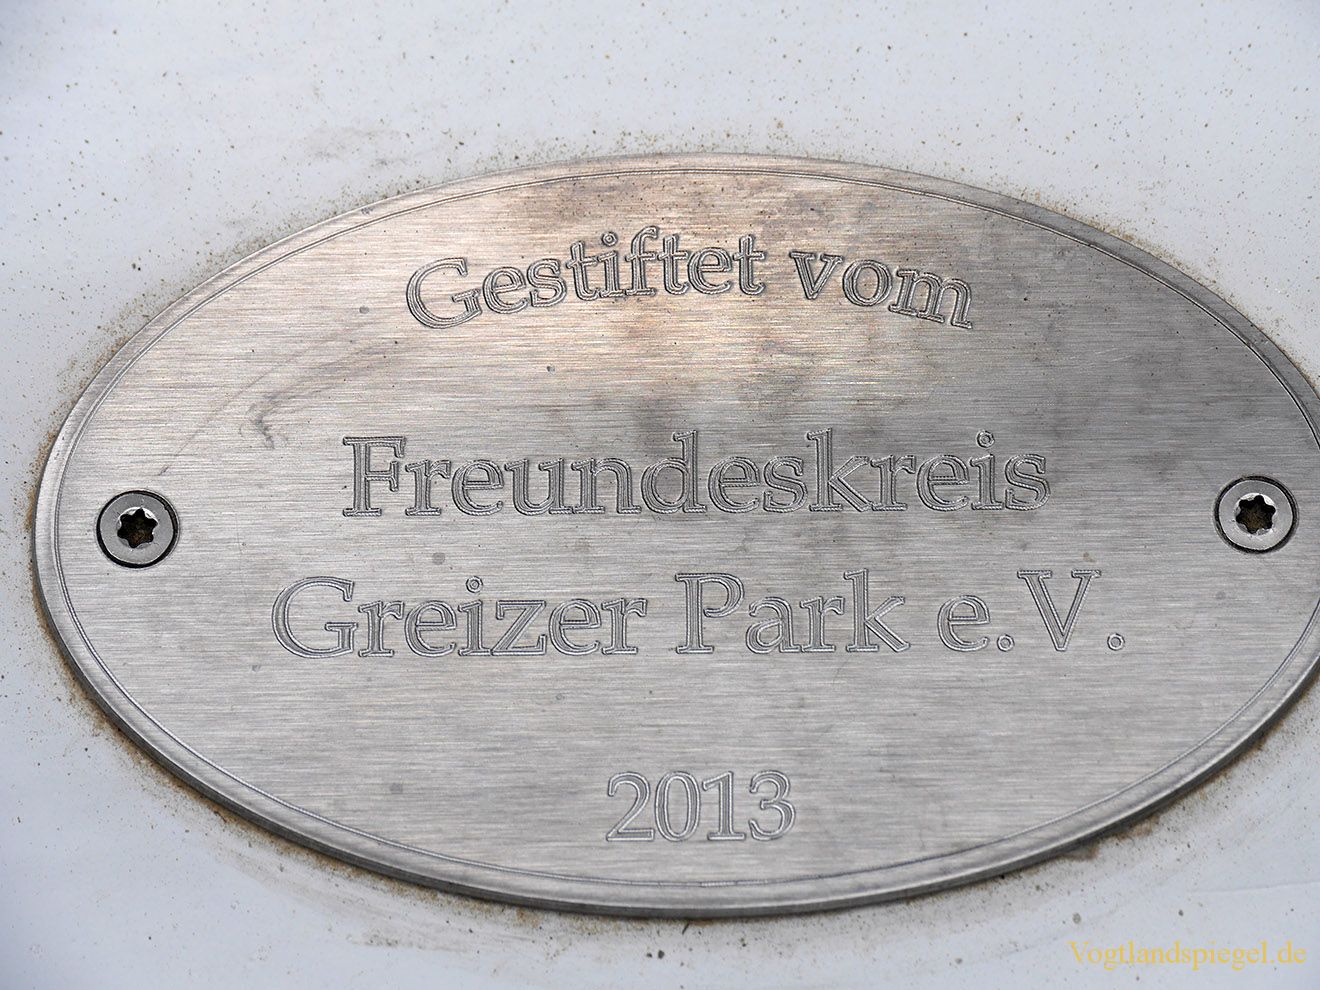 Gestiftet vom
Freundeskreis
Greizer Park e.V.
2013
Vogtlandspiegel.de